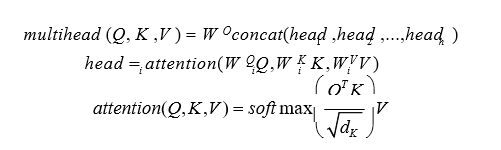 multihead (Q, K ,V ) = W^O concat(head_1 ,head_2 ,...,head_h )
head_i = attention(W_i^Q Q,W_i^K K,W_i^V V)
attention(Q,K,V) = soft max( Q^T K / √d_K )V